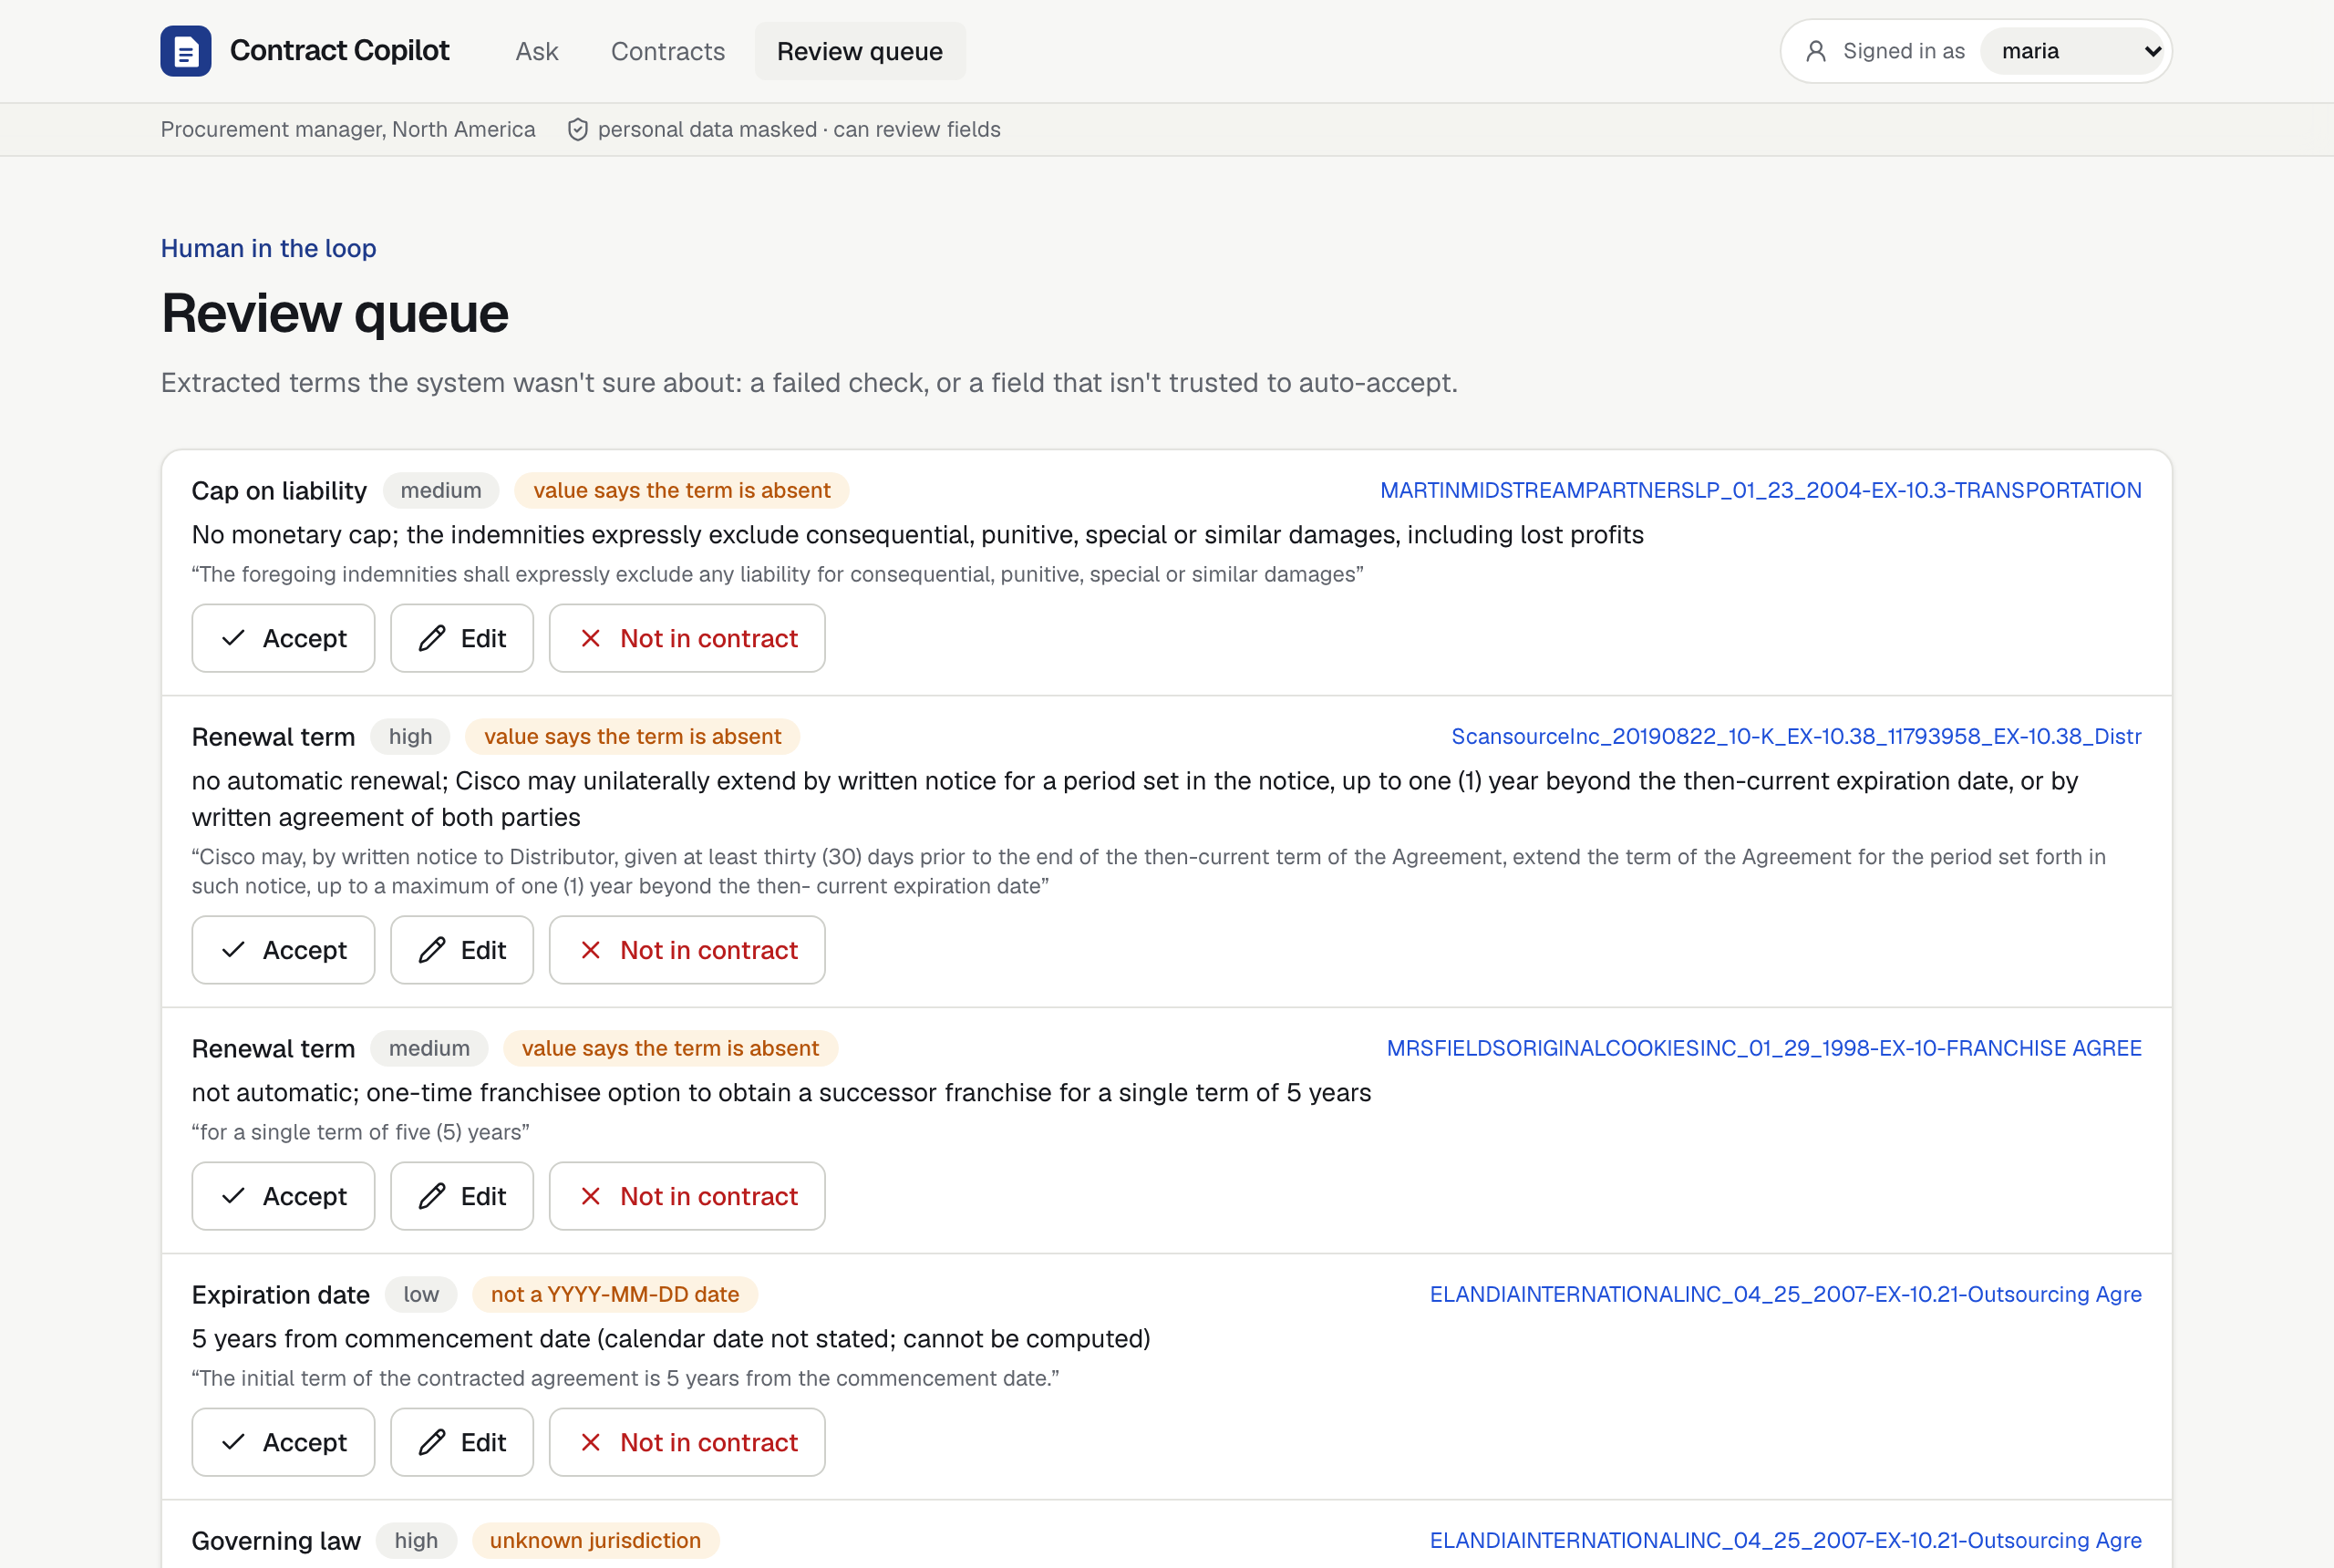 Contract Copilot
Ask
Contracts
Review queue
Signed in as
maria
Procurement manager, North America
personal data masked · can review fields
Human in the loop
Review queue
Extracted terms the system wasn't sure about: a failed check, or a field that isn't trusted to auto-accept.
Cap on liability
medium
value says the term is absent
MARTINMIDSTREAMPARTNERSLP_01_23_2004-EX-10.3-TRANSPORTATION
No monetary cap; the indemnities expressly exclude consequential, punitive, special or similar damages, including lost profits
“The foregoing indemnities shall expressly exclude any liability for consequential, punitive, special or similar damages”
Accept
Edit
Not in contract
Renewal term
high
value says the term is absent
ScansourceInc_20190822_10-K_EX-10.38_11793958_EX-10.38_Distr
no automatic renewal; Cisco may unilaterally extend by written notice for a period set in the notice, up to one (1) year beyond the then-current expiration date, or by
written agreement of both parties
“Cisco may, by written notice to Distributor, given at least thirty (30) days prior to the end of the then-current term of the Agreement, extend the term of the Agreement for the period set forth in
such notice, up to a maximum of one (1) year beyond the then- current expiration date”
Accept
Edit
Not in contract
Renewal term
medium
value says the term is absent
MRSFIELDSORIGINALCOOKIESINC_01_29_1998-EX-10-FRANCHISE AGREE
not automatic; one-time franchisee option to obtain a successor franchise for a single term of 5 years
“for a single term of five (5) years”
Accept
Edit
Not in contract
Expiration date
low
not a YYYY-MM-DD date
ELANDIAINTERNATIONALINC_04_25_2007-EX-10.21-Outsourcing Agre
5 years from commencement date (calendar date not stated; cannot be computed)
“The initial term of the contracted agreement is 5 years from the commencement date.”
Accept
Edit
Not in contract
Governing law
high
unknown jurisdiction
ELANDIAINTERNATIONALINC_04_25_2007-EX-10.21-Outsourcing Agre